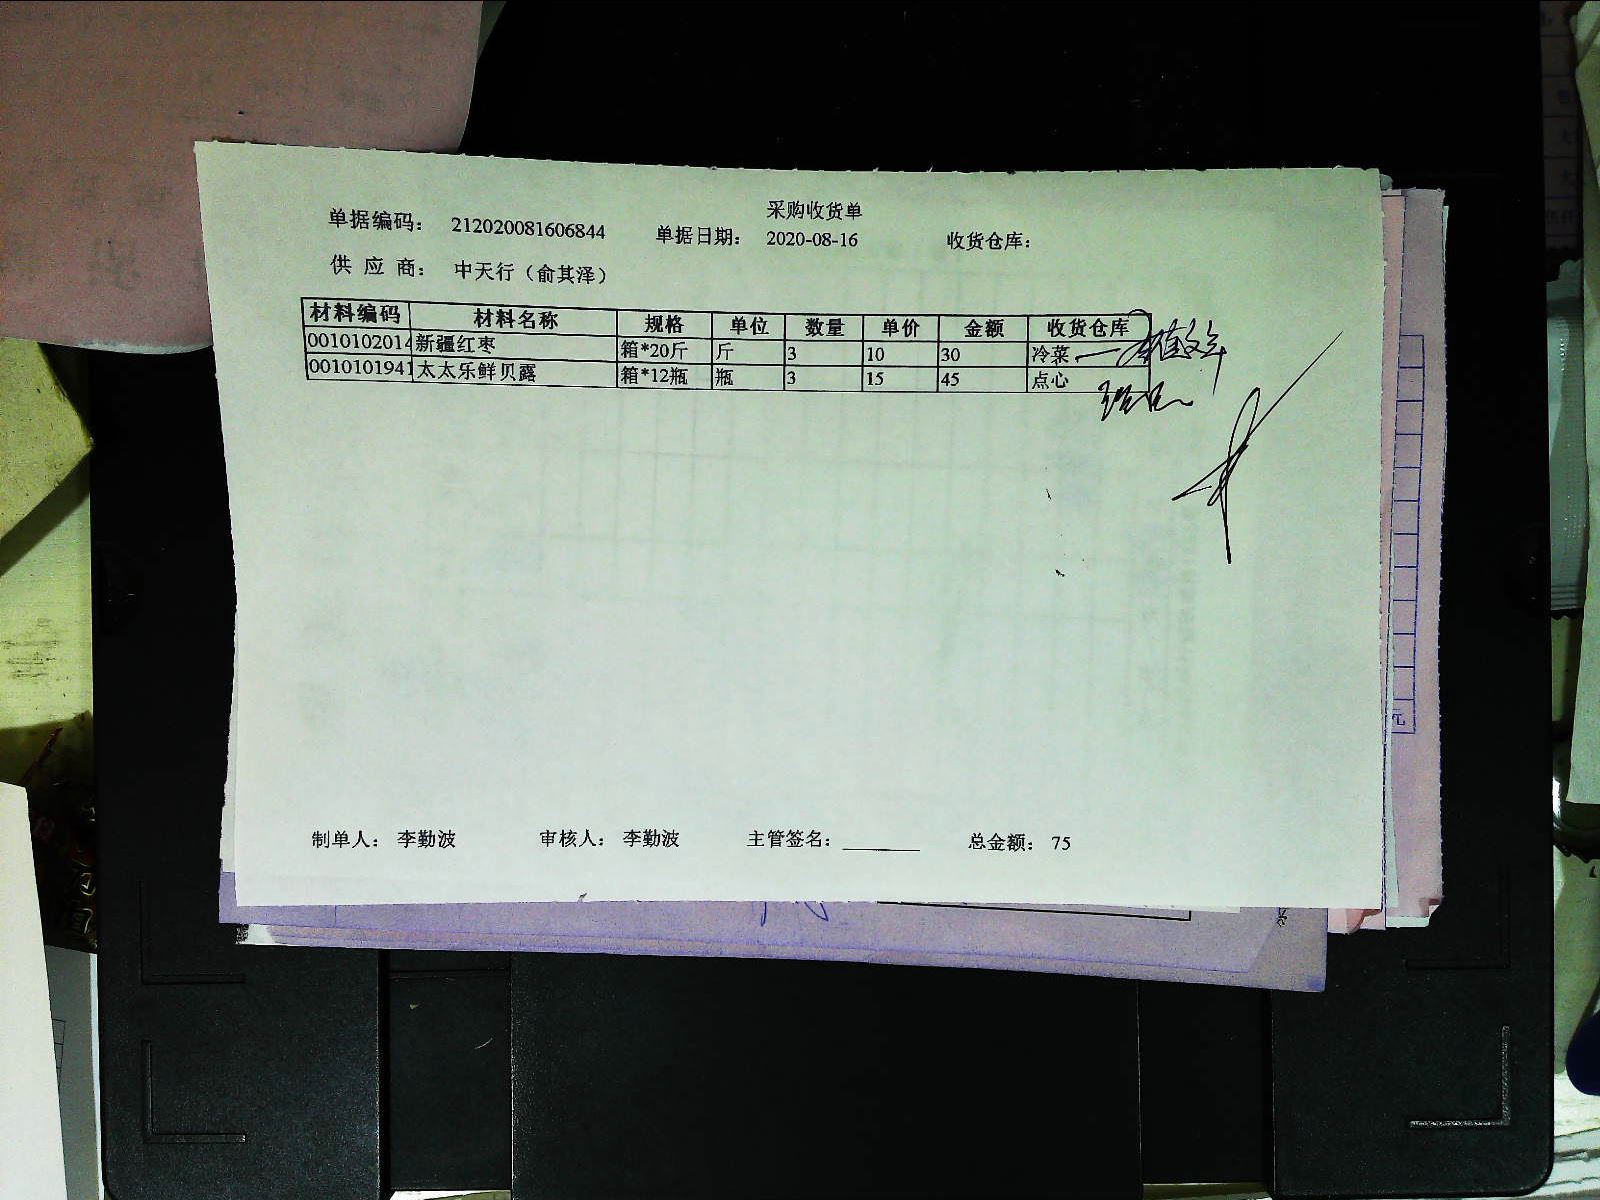 采购收货单
单据编码： 212020081606844 单据日期： 2020-08-16 收货仓库：
供 应 商： 中天行（俞其泽）
材料编码 材料名称 规格 单位 数量 单价 金额 收货仓库
0010102014 新疆红枣 箱*20斤 斤 3 10 30 冷菜
0010101941 太太乐鲜贝露 箱*12瓶 瓶 3 15 45 点心
制单人： 李勤波 审核人： 李勤波 主管签名： 总金额： 75
元